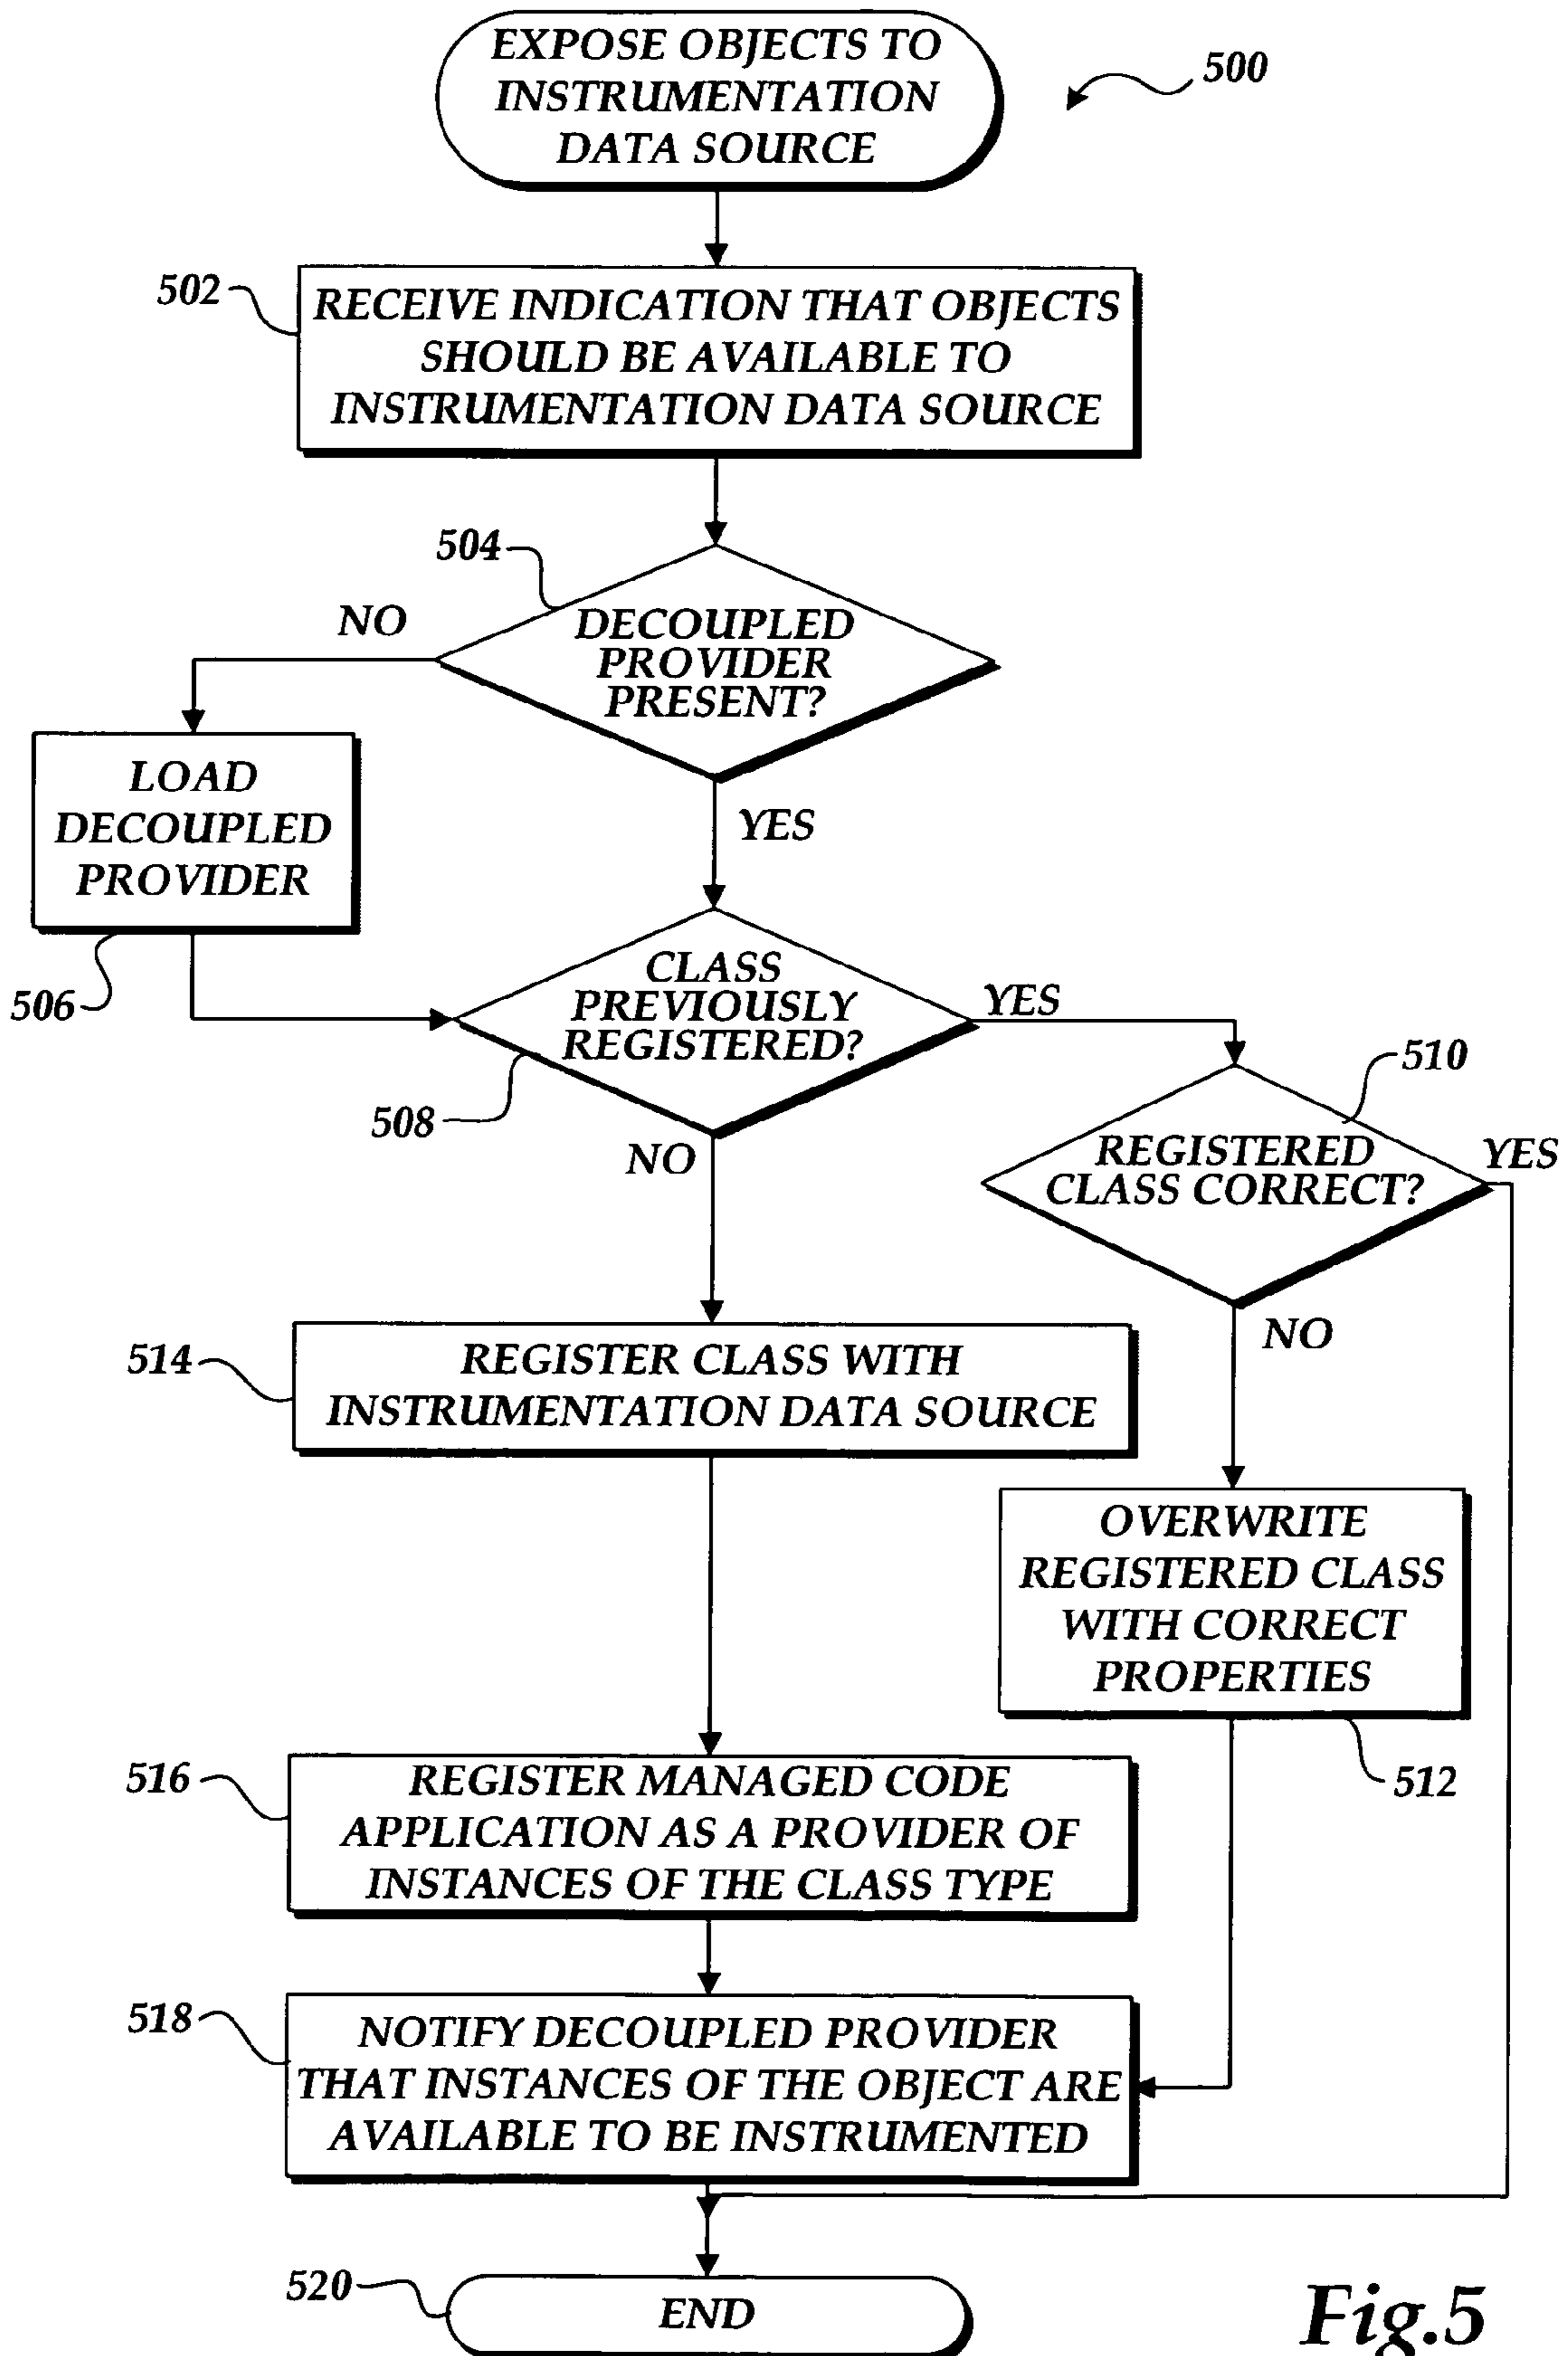 EXPOSE OBJECTS TO
INSTRUMENTATION
DATA SOURCE
500
502
RECEIVE INDICATION THAT OBJECTS
SHOULD BE AVAILABLE TO
INSTRUMENTATION DATA SOURCE
504
NO
DECOUPLED
PROVIDER
PRESENT?
LOAD
DECOUPLED
PROVIDER
YES
506
CLASS
PREVIOUSLY
REGISTERED?
YES
508
NO
510
REGISTERED
CLASS CORRECT?
YES
NO
514
REGISTER CLASS WITH
INSTRUMENTATION DATA SOURCE
OVERWRITE
REGISTERED CLASS
WITH CORRECT
PROPERTIES
512
516
REGISTER MANAGED CODE
APPLICATION AS A PROVIDER OF
INSTANCES OF THE CLASS TYPE
518
NOTIFY DECOUPLED PROVIDER
THAT INSTANCES OF THE OBJECT ARE
AVAILABLE TO BE INSTRUMENTED
520
END
Fig.5